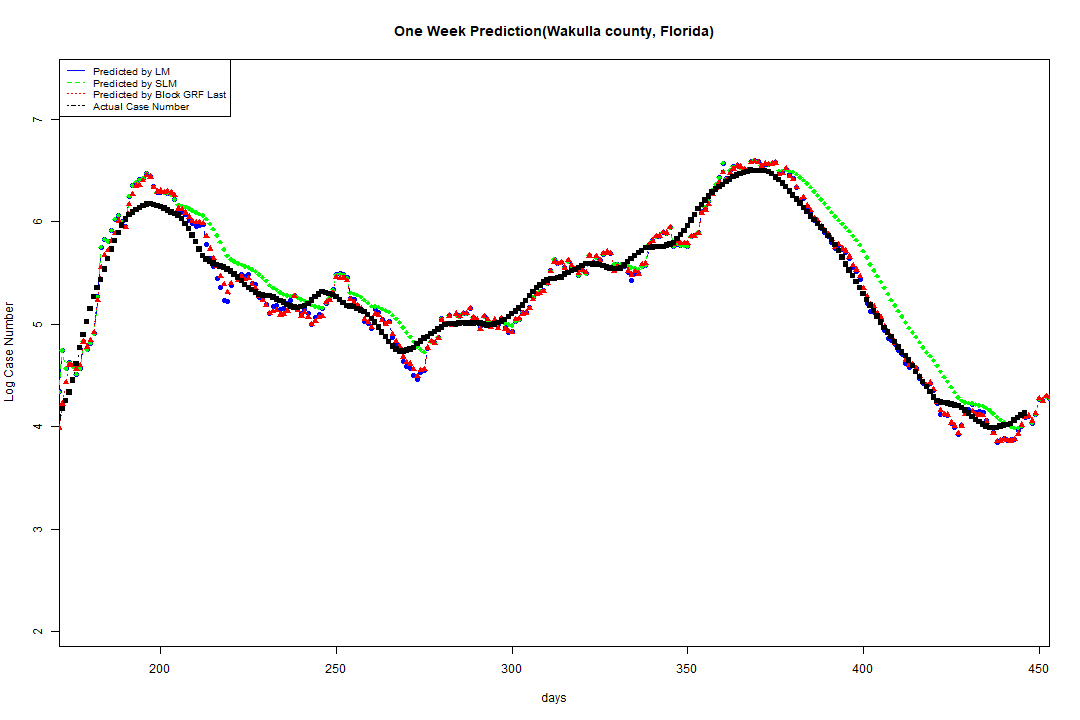 One Week Prediction(Wakulla county, Florida)
Predicted by LM
Predicted by SLM
Predicted by Block GRF Last
Actual Case Number
7
6
5
4
3
2
Log Case Number
200 250 300 350 400 450
days